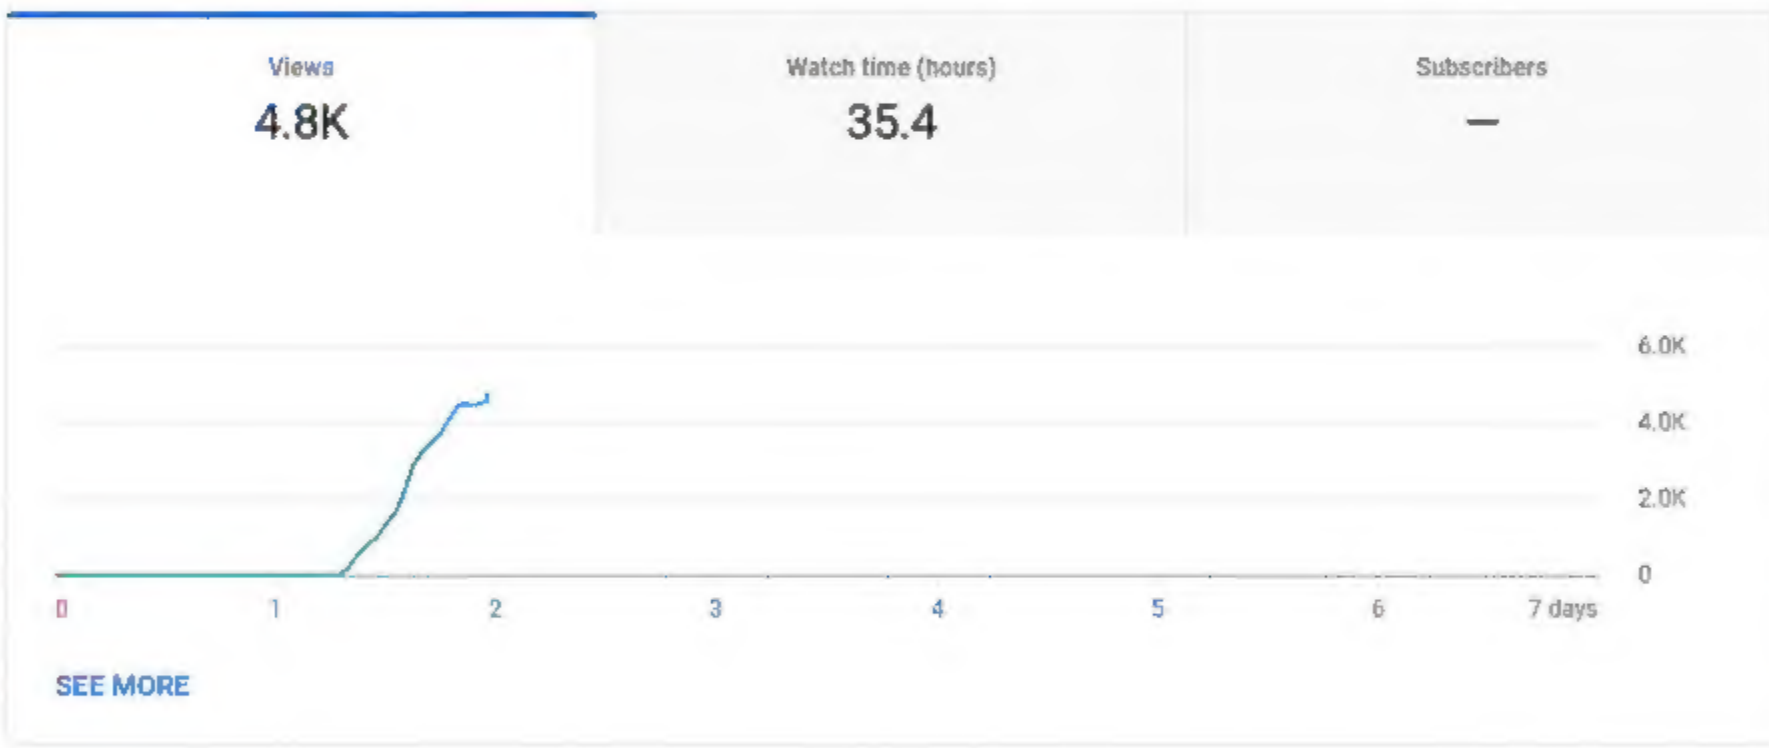 Views
4.8K
Watch time (hours)
35.4
Subscribers
—
6.0K
4.0K
2.0K
0
0 1 2 3 4 5 6 7 days
SEE MORE